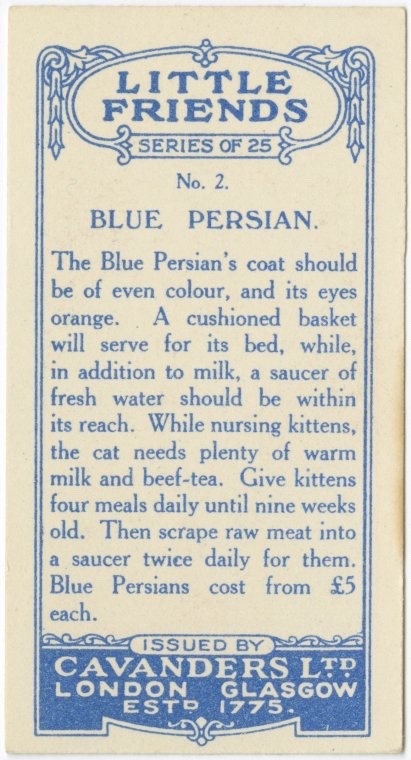 LITTLE
FRIENDS
SERIES OF 25
No. 2.
BLUE PERSIAN.
The Blue Persian's coat should
be of even colour, and its eyes
orange. A cushioned basket
will serve for its bed, while,
in addition to milk, a saucer of
fresh water should be within
its reach. While nursing kittens,
the cat needs plenty of warm
milk and beef-tea. Give kittens
four meals daily until nine weeks
old. Then scrape raw meat into
a saucer twice daily for them.
Blue Persians cost from £5
each.
ISSUED BY
CAVANDERS LTD
LONDON GLASGOW
ESTD 1775.